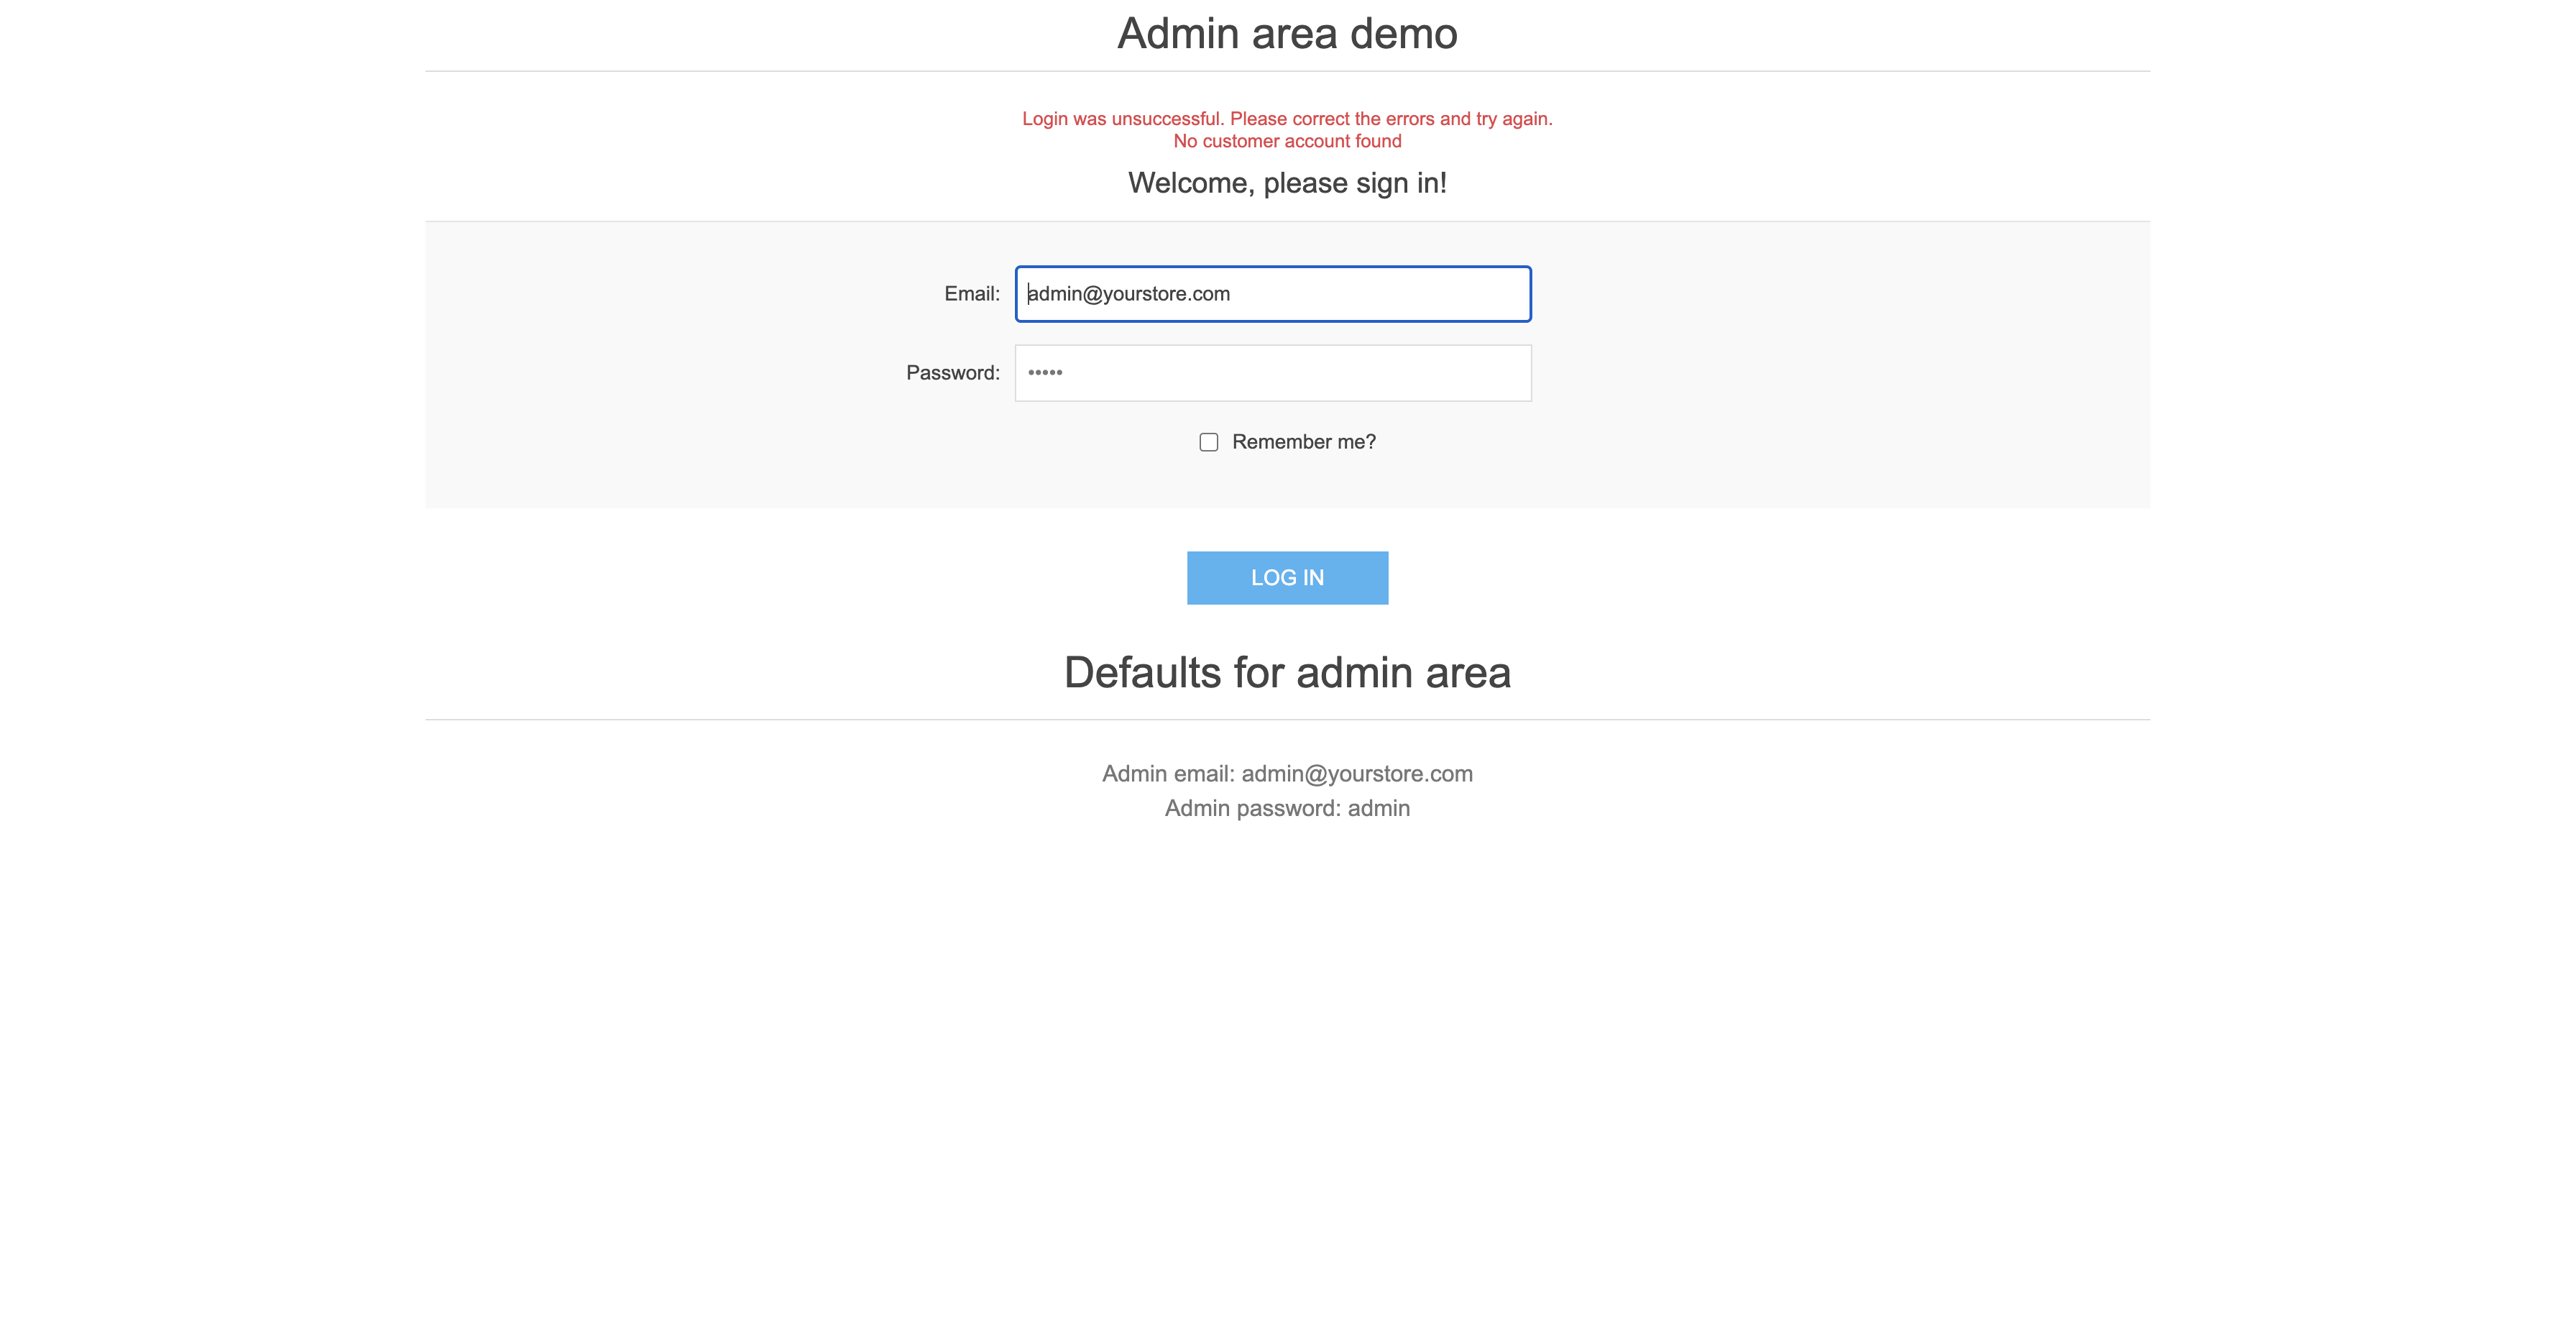 Admin area demo
Login was unsuccessful. Please correct the errors and try again.
No customer account found
Welcome, please sign in!
Email: admin@yourstore.com
Password: •••••
Remember me?
LOG IN
Defaults for admin area
Admin email: admin@yourstore.com
Admin password: admin